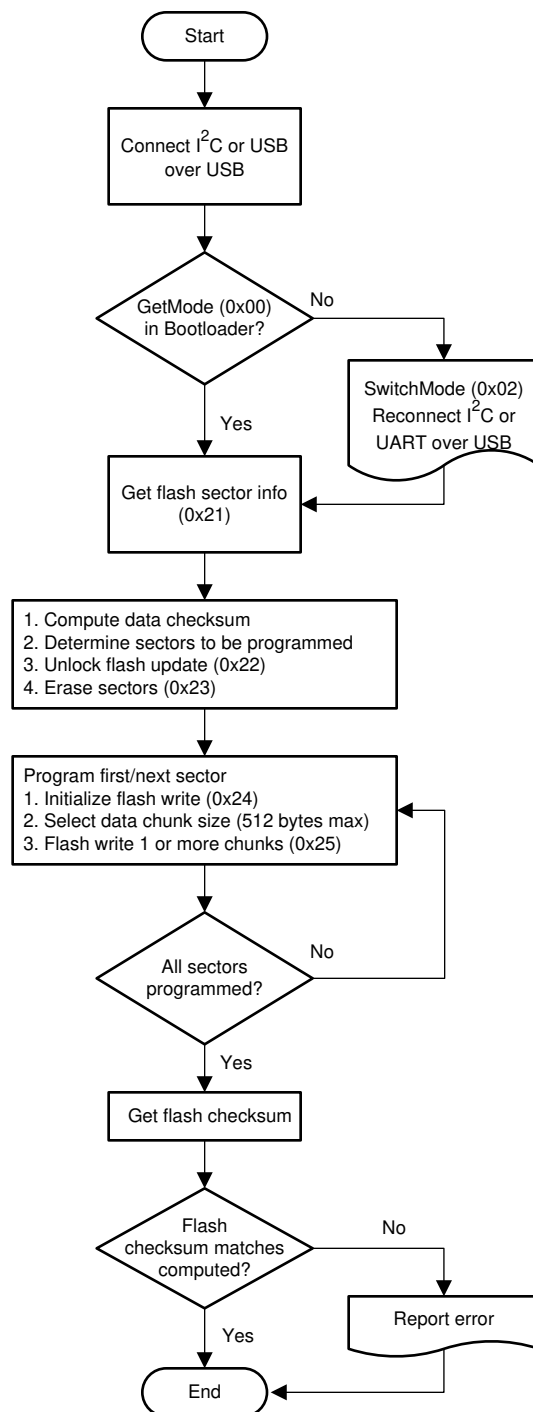 Start
Connect I²C or USB
over USB
GetMode (0x00)
in Bootloader?
No
SwitchMode (0x02)
Reconnect I²C or
UART over USB
Yes
Get flash sector info
(0x21)
1. Compute data checksum
2. Determine sectors to be programmed
3. Unlock flash update (0x22)
4. Erase sectors (0x23)
Program first/next sector
1. Initialize flash write (0x24)
2. Select data chunk size (512 bytes max)
3. Flash write 1 or more chunks (0x25)
All sectors
programmed?
No
Yes
Get flash checksum
Flash
checksum matches
computed?
No
Report error
Yes
End